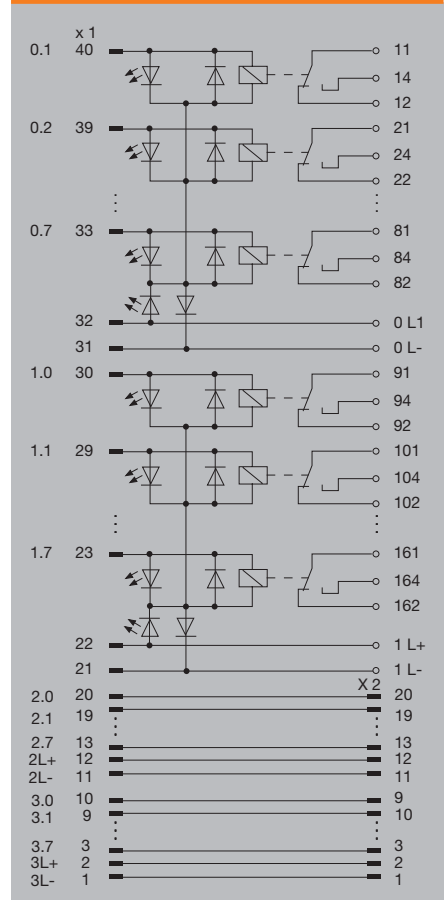 x 1
0.1 40 11
14
12
0.2 39 21
24
22
0.7 33 81
84
82
32 0 L1
31 0 L-
1.0 30 91
94
92
1.1 29 101
104
102
1.7 23 161
164
162
22 1 L+
21 1 L-
X 2
2.0 20 20
2.1 19 19
2.7 13 13
2L+ 12 12
2L- 11 11
3.0 10 9
3.1 9 10
3.7 3 3
3L+ 2 2
3L- 1 1